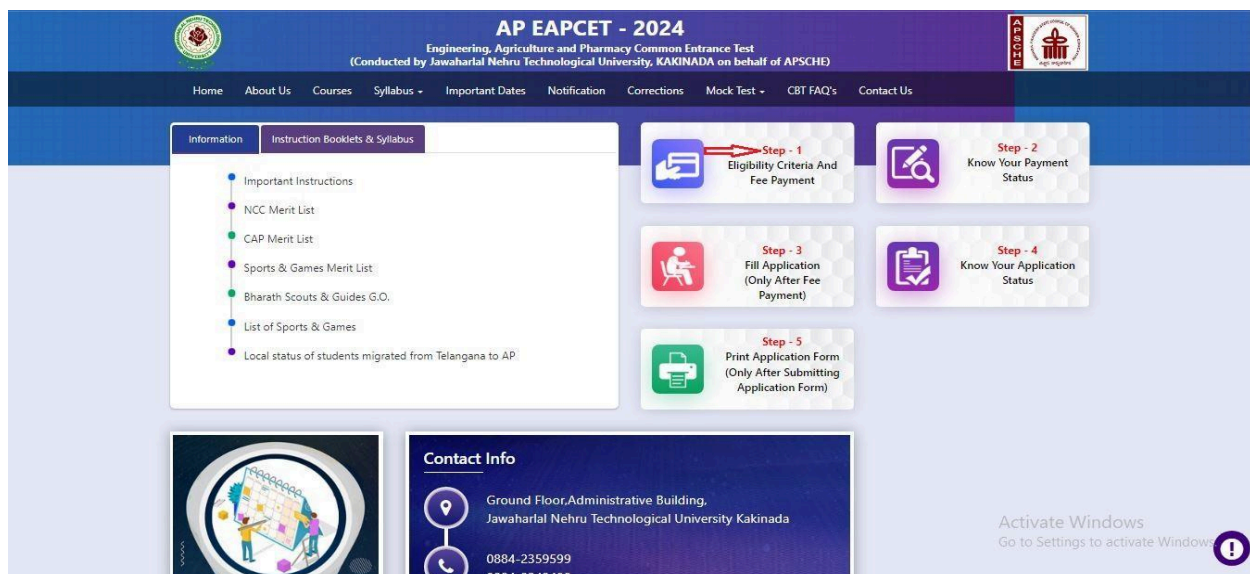 AP EAPCET - 2024
Engineering, Agriculture and Pharmacy Common Entrance Test
(Conducted by Jawaharlal Nehru Technological University, KAKINADA on behalf of APSCHE)
APSCHE
Home About Us Courses Syllabus Important Dates Notification Corrections Mock Test CBT FAQ's Contact Us
Information Instruction Booklets & Syllabus
Important Instructions
NCC Merit List
CAP Merit List
Sports & Games Merit List
Bharath Scouts & Guides G.O.
List of Sports & Games
Local status of students migrated from Telangana to AP
Step - 1
Eligibility Criteria And
Fee Payment
Step - 2
Know Your Payment
Status
Step - 3
Fill Application
(Only After Fee
Payment)
Step - 4
Know Your Application
Status
Step - 5
Print Application Form
(Only After Submitting
Application Form)
Contact Info
Ground Floor,Administrative Building,
Jawaharlal Nehru Technological University Kakinada
0884-2359599
Activate Windows
Go to Settings to activate Windows